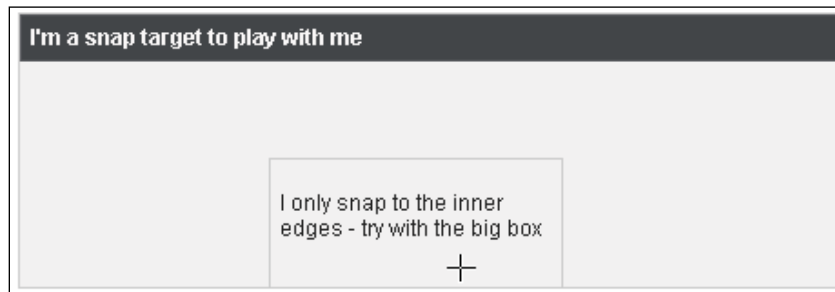 I'm a snap target to play with me
I only snap to the inner
edges - try with the big box